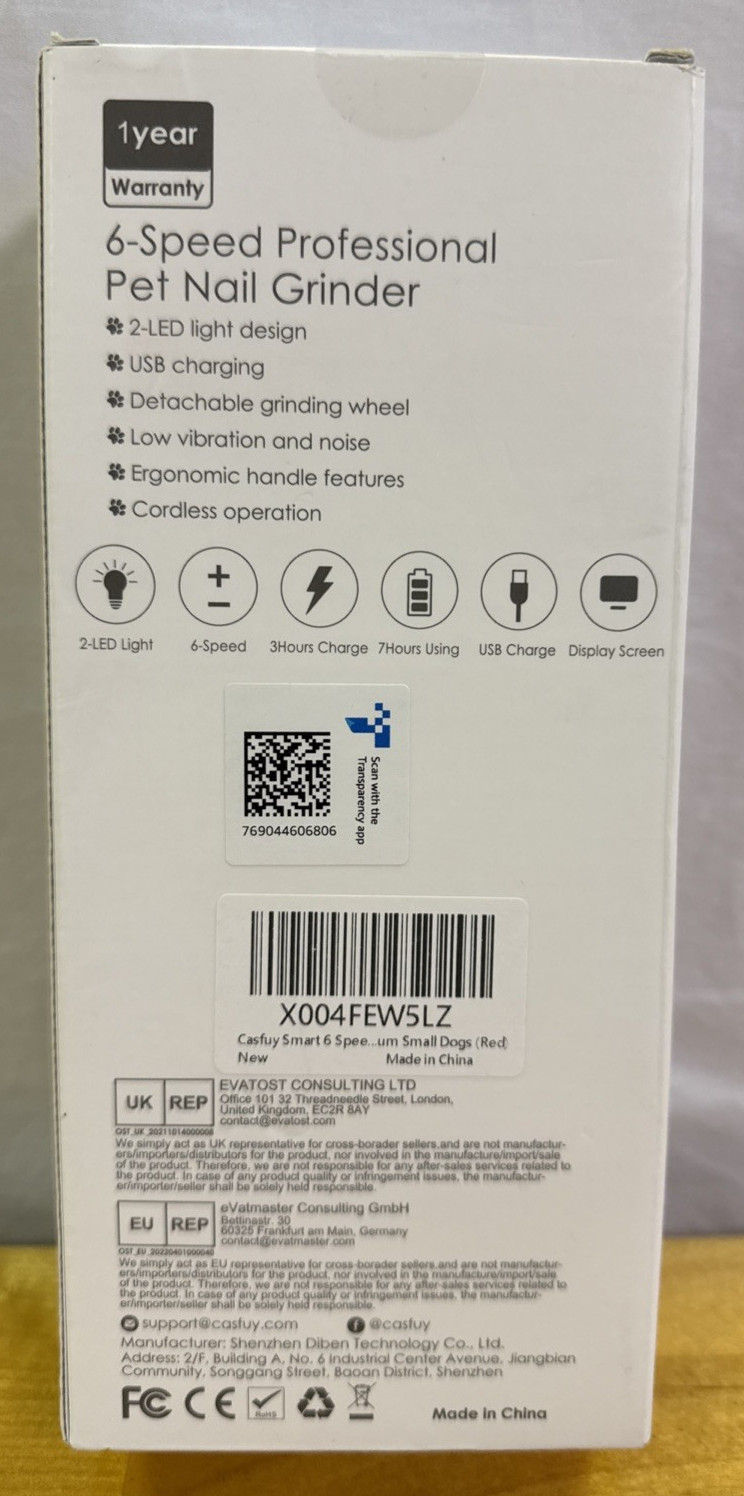 1year
Warranty
6-Speed Professional
Pet Nail Grinder
2-LED light design
USB charging
Detachable grinding wheel
Low vibration and noise
Ergonomic handle features
Cordless operation
2-LED Light 6-Speed 3Hours Charge 7Hours Using USB Charge Display Screen
Scan with the
Transparency app
769044606806
X004FEW5LZ
Casfuy Smart 6 Spee...um Small Dogs (Red)
New Made in China
UK REP
EVATOST CONSULTING LTD
Office 101 32 Threadneedle Street, London,
United Kingdom, EC2R 8AY
contact@evatost.com
OST_UK_20211014000008
We simply act as UK representative for cross-borader sellers,and are not manufactur-
ers/importers/distributors for the product, nor involved in the manufacture/import/sale
of the product. Therefore, we are not responsible for any after-sales services related to
the product. In case of any product quality or infringement issues, the manufactur-
er/importer/seller shall be solely held responsible.
EU REP
eVatmaster Consulting GmbH
Bettinastr. 30
60325 Frankfurt am Main, Germany
contact@evatmaster.com
OST_EU_20220401000040
We simply act as EU representative for cross-borader sellers,and are not manufactur-
ers/importers/distributors for the product, nor involved in the manufacture/import/sale
of the product. Therefore, we are not responsible for any after-sales services related to
the product. In case of any product quality or infringement issues, the manufactur-
er/importer/seller shall be solely held responsible.
support@casfuy.com @casfuy
Manufacturer: Shenzhen Diben Technology Co., Ltd.
Address: 2/F, Building A, No. 6 Industrial Center Avenue, Jiangbian
Community, Songgang Street, Baoan District, Shenzhen
FC CE RoHS Made in China